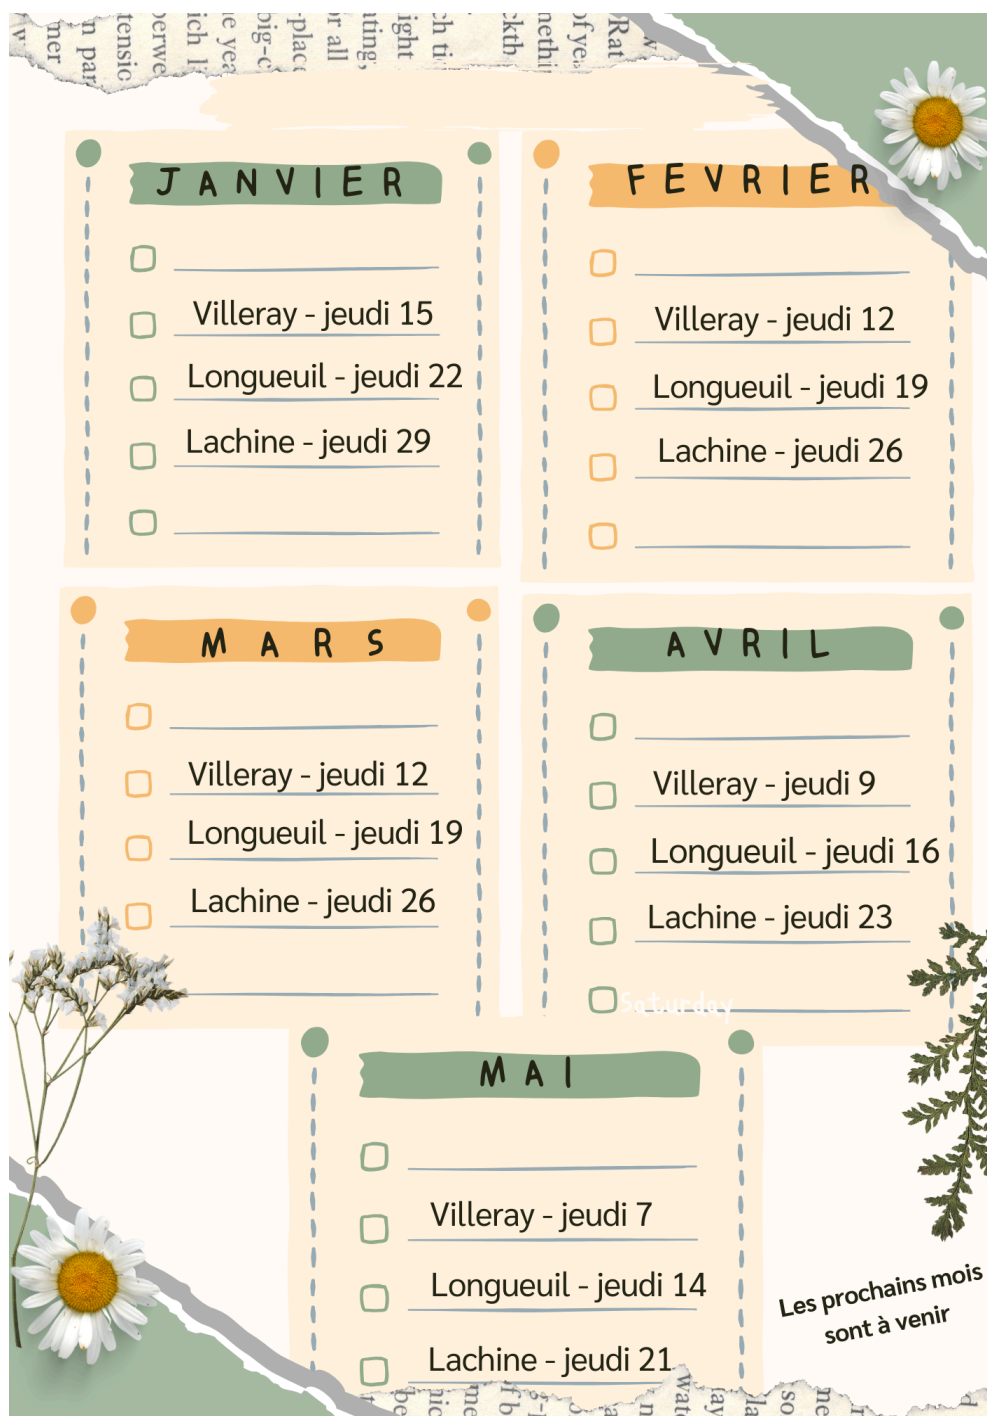 JANVIER
Villeray - jeudi 15
Longueuil - jeudi 22
Lachine - jeudi 29
FEVRIER
Villeray - jeudi 12
Longueuil - jeudi 19
Lachine - jeudi 26
MARS
Villeray - jeudi 12
Longueuil - jeudi 19
Lachine - jeudi 26
AVRIL
Villeray - jeudi 9
Longueuil - jeudi 16
Lachine - jeudi 23
Saturday
MAI
Villeray - jeudi 7
Longueuil - jeudi 14
Lachine - jeudi 21
Les prochains mois
sont à venir